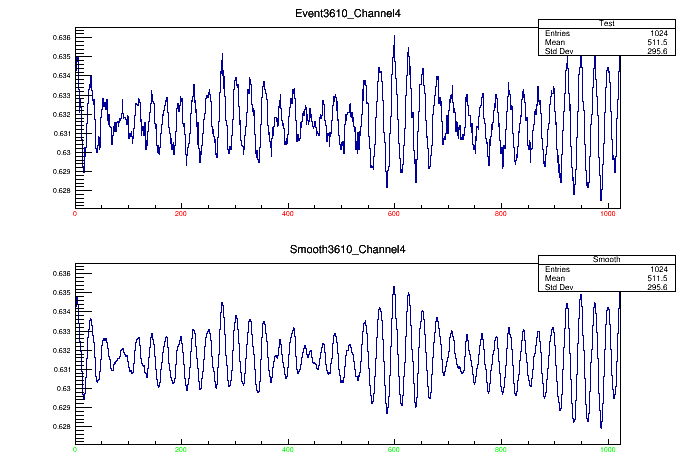 Event3610_Channel4
Test
Entries 1024
Mean 511.5
Std Dev 295.6
0.636
0.635
0.634
0.633
0.632
0.631
0.63
0.629
0.628
0 200 400 600 800 1000
Smooth3610_Channel4
Smooth
Entries 1024
Mean 511.5
Std Dev 295.6
0.636
0.635
0.634
0.633
0.632
0.631
0.63
0.629
0.628
0 200 400 600 800 1000